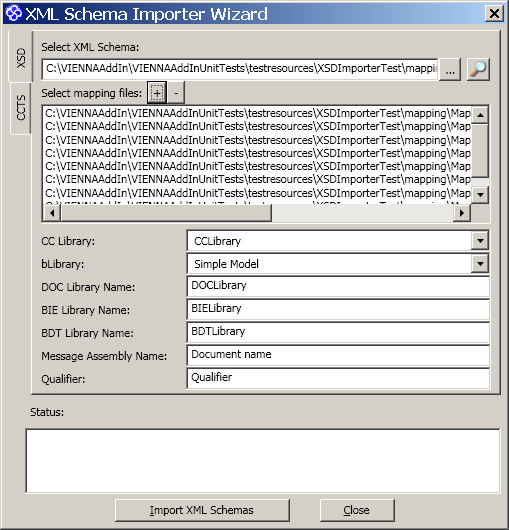 XML Schema Importer Wizard
XSD
CCTS
Select XML Schema:
C:\VIENNAAddIn\VIENNAAddInUnitTests\testresources\XSDImporterTest\mappi
...
Select mapping files: + -
C:\VIENNAAddIn\VIENNAAddInUnitTests\testresources\XSDImporterTest\mapping\Map
C:\VIENNAAddIn\VIENNAAddInUnitTests\testresources\XSDImporterTest\mapping\Map
C:\VIENNAAddIn\VIENNAAddInUnitTests\testresources\XSDImporterTest\mapping\Map
C:\VIENNAAddIn\VIENNAAddInUnitTests\testresources\XSDImporterTest\mapping\Map
C:\VIENNAAddIn\VIENNAAddInUnitTests\testresources\XSDImporterTest\mapping\Map
C:\VIENNAAddIn\VIENNAAddInUnitTests\testresources\XSDImporterTest\mapping\Map
C:\VIENNAAddIn\VIENNAAddInUnitTests\testresources\XSDImporterTest\mapping\Map
CC Library: CCLibrary
bLibrary: Simple Model
DOC Library Name: DOCLibrary
BIE Library Name: BIELibrary
BDT Library Name: BDTLibrary
Message Assembly Name: Document name
Qualifier: Qualifier
Status:
Import XML Schemas Close